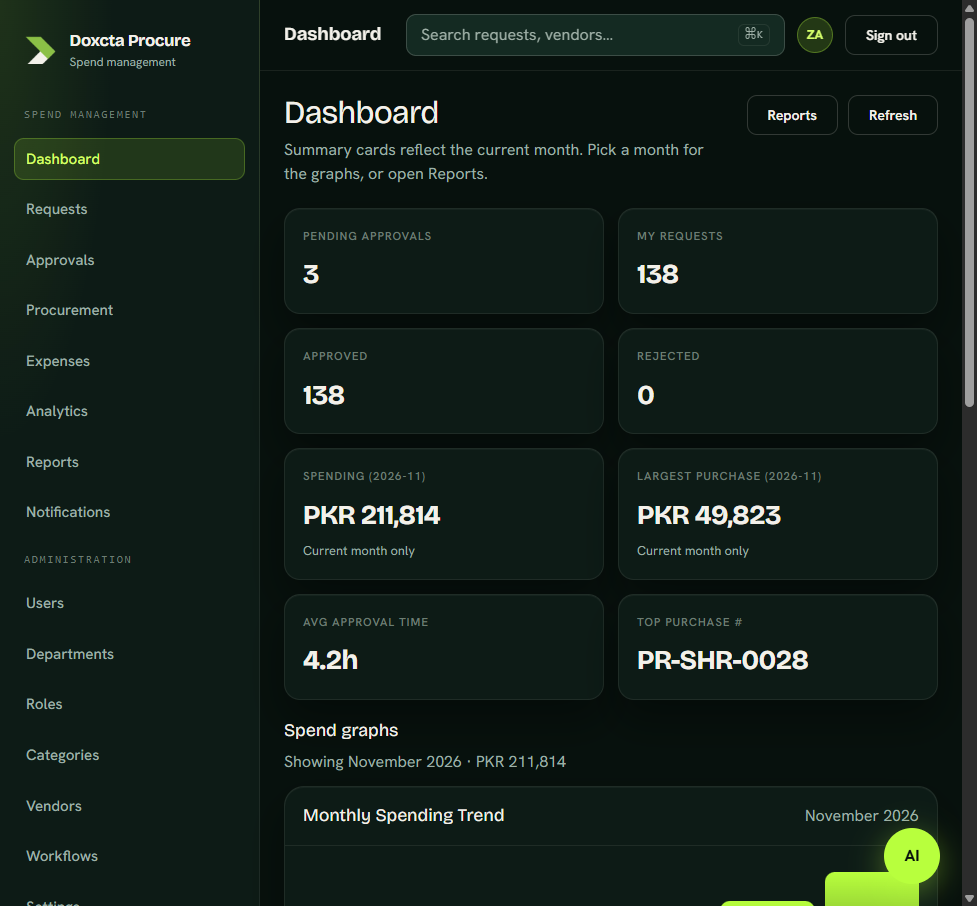 Doxcta Procure
Spend management
SPEND MANAGEMENT
Dashboard
Requests
Approvals
Procurement
Expenses
Analytics
Reports
Notifications
ADMINISTRATION
Users
Departments
Roles
Categories
Vendors
Workflows
Settings
Dashboard
Search requests, vendors...
⌘K
ZA
Sign out
Dashboard
Summary cards reflect the current month. Pick a month for
the graphs, or open Reports.
Reports
Refresh
PENDING APPROVALS
3
MY REQUESTS
138
APPROVED
138
REJECTED
0
SPENDING (2026-11)
PKR 211,814
Current month only
LARGEST PURCHASE (2026-11)
PKR 49,823
Current month only
AVG APPROVAL TIME
4.2h
TOP PURCHASE #
PR-SHR-0028
Spend graphs
Showing November 2026 · PKR 211,814
Monthly Spending Trend
November 2026
AI